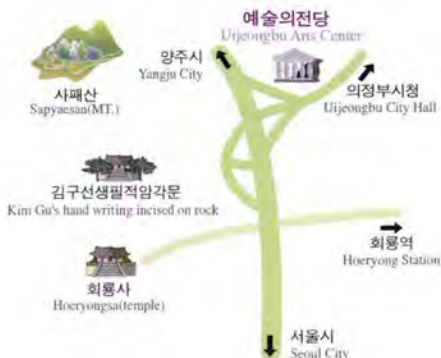 예술의전당
Uijeongbu Arts Center
양주시
Yangju City
의정부시청
Uijeongbu City Hall
사패산
Sapyaesan(MT.)
김구선생필적암각문
Kim Gu's hand writing incised on rock
회룡역
Hoeryong Station
회룡사
Hoeryongsa(temple)
서울시
Seoul City